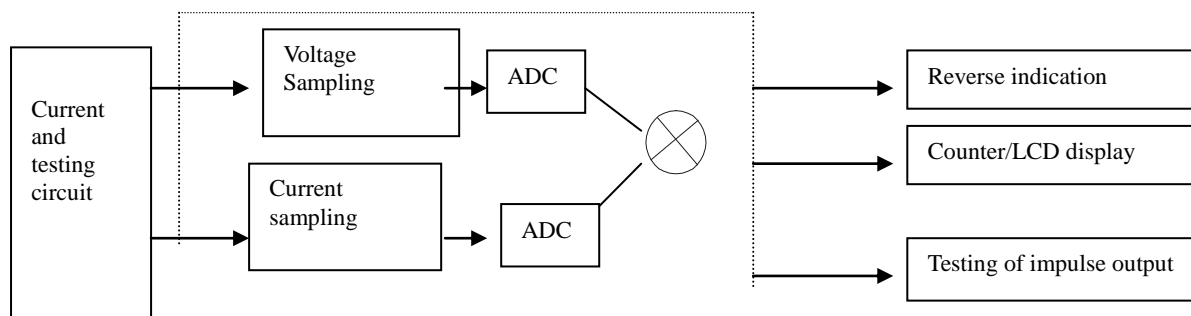 Current
and
testing
circuit
Voltage
Sampling
ADC
Current
sampling
ADC
Reverse indication
Counter/LCD display
Testing of impulse output